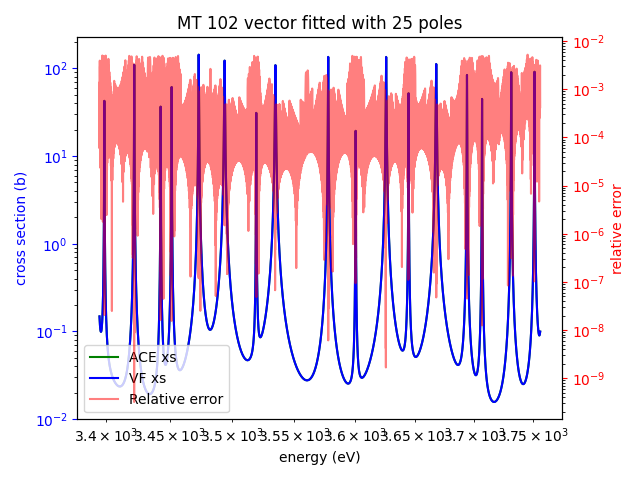 MT 102 vector fitted with 25 poles
10²
10¹
10⁰
10⁻¹
10⁻²
cross section (b)
10⁻²
10⁻³
10⁻⁴
10⁻⁵
10⁻⁶
10⁻⁷
10⁻⁸
10⁻⁹
relative error
ACE xs
VF xs
Relative error
3.4 × 10³ 3.45 × 10³ 3.5 × 10³ 3.55 × 10³ 3.6 × 10³ 3.65 × 10³ 3.7 × 10³ 3.75 × 10³
energy (eV)